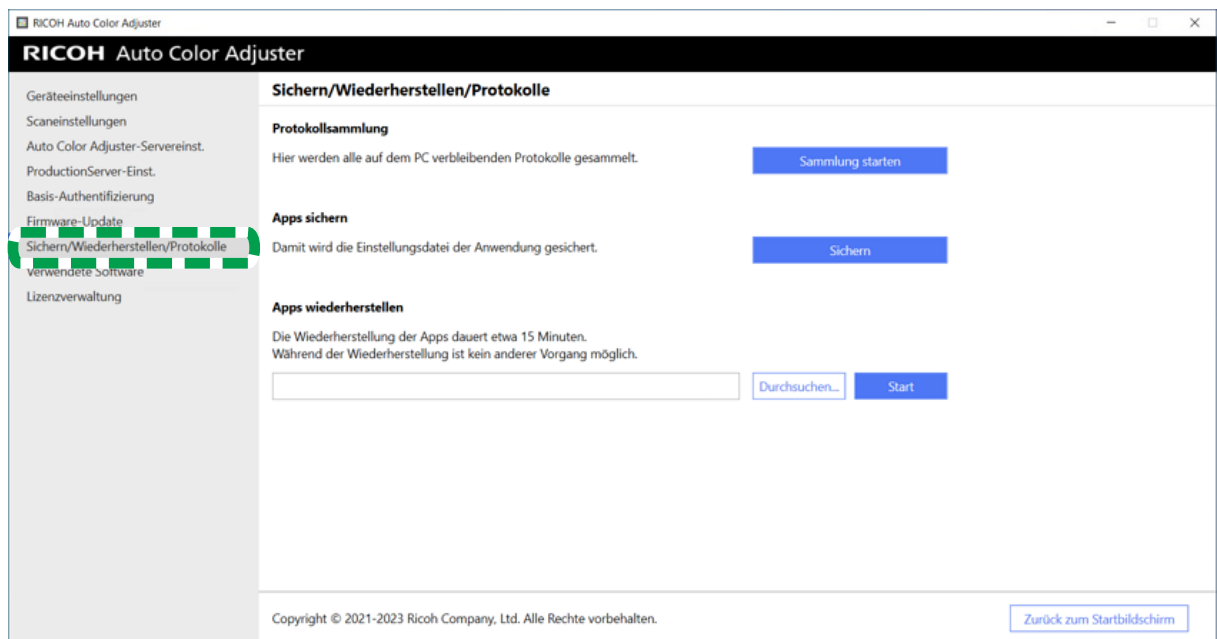 RICOH Auto Color Adjuster
RICOH Auto Color Adjuster
Geräteeinstellungen
Scaneinstellungen
Auto Color Adjuster-Servereinst.
ProductionServer-Einst.
Basis-Authentifizierung
Firmware-Update
Sichern/Wiederherstellen/Protokolle
Verwendete Software
Lizenzverwaltung
Sichern/Wiederherstellen/Protokolle
Protokollsammlung
Hier werden alle auf dem PC verbleibenden Protokolle gesammelt.
Sammlung starten
Apps sichern
Damit wird die Einstellungsdatei der Anwendung gesichert.
Sichern
Apps wiederherstellen
Die Wiederherstellung der Apps dauert etwa 15 Minuten.
Während der Wiederherstellung ist kein anderer Vorgang möglich.
Durchsuchen...
Start
Copyright © 2021-2023 Ricoh Company, Ltd. Alle Rechte vorbehalten.
Zurück zum Startbildschirm